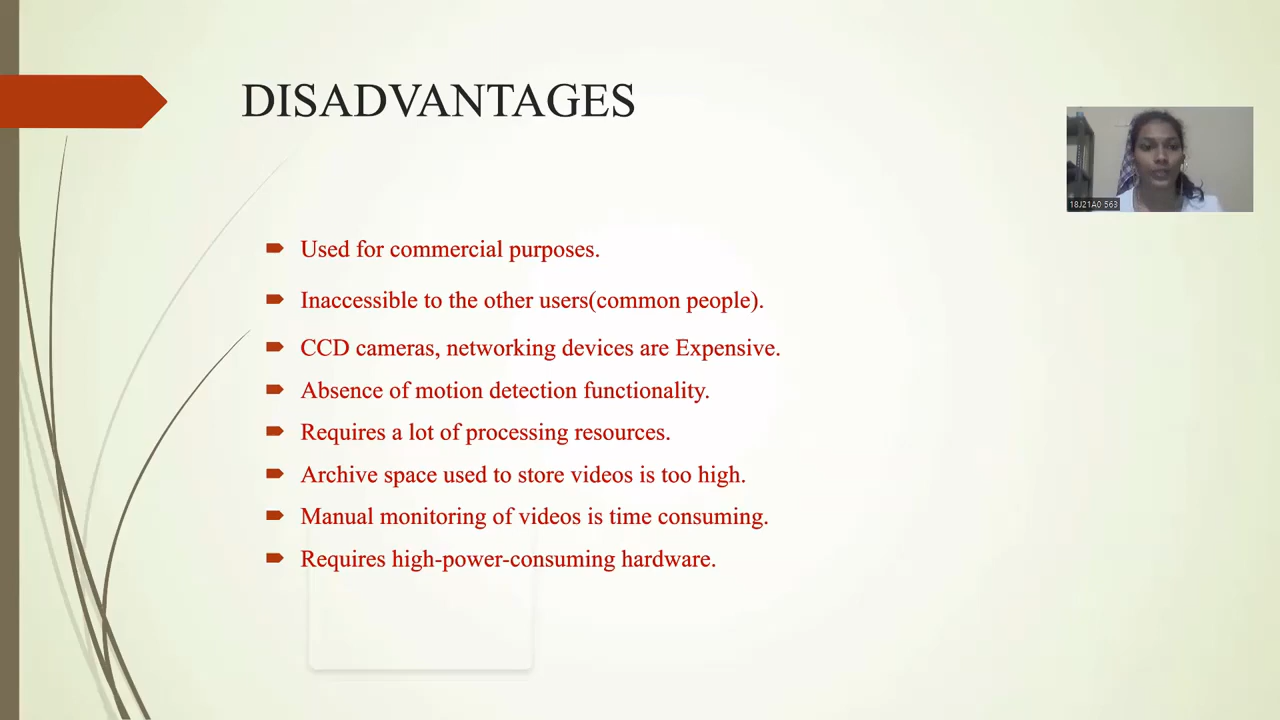 DISADVANTAGES
18J21A0 563
Used for commercial purposes.
Inaccessible to the other users(common people).
CCD cameras, networking devices are Expensive.
Absence of motion detection functionality.
Requires a lot of processing resources.
Archive space used to store videos is too high.
Manual monitoring of videos is time consuming.
Requires high-power-consuming hardware.